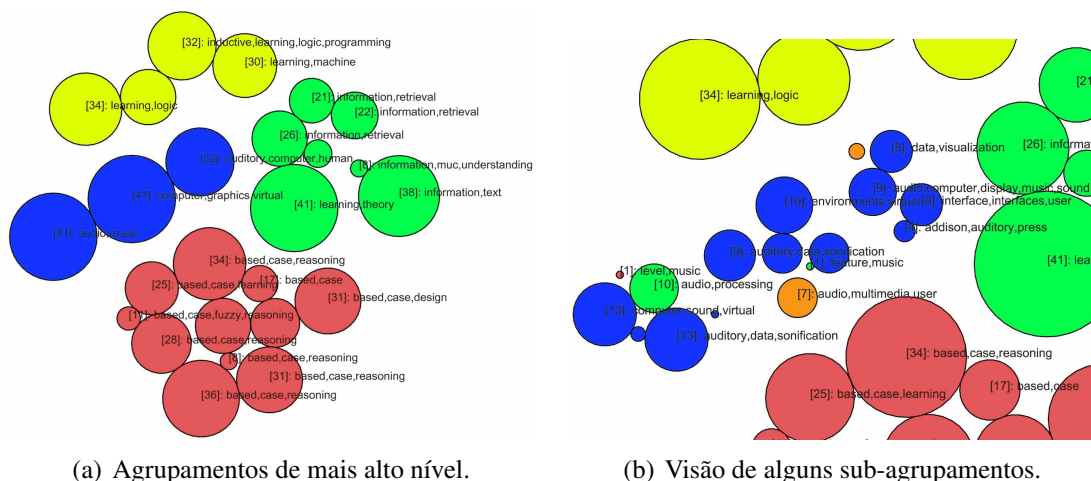 [32]: inductive,learning,logic,programming
[30]: learning,machine
[34]: learning,logic
[21]: information,retrieval
[22]: information,retrieval
[26]: information,retrieval
[32]: auditory,computer,human
[6]: information,muc,understanding
[41]: computer,graphics,virtual
[38]: information,text
[41]: learning,theory
[41]: audio,music
[34]: based,case,reasoning
[17]: based,case
[25]: based,case,learning
[31]: based,case,design
[11]: based,case,fuzzy,reasoning
[28]: based,case,reasoning
[6]: based,case,reasoning
[31]: based,case,reasoning
[36]: based,case,reasoning
(a) Agrupamentos de mais alto nível.
[21
[34]: learning,logic
[26]: informa
[8]: data,visualization
[9]: audio,computer,display,music,sound
[10]: environments,virtual
[8]: interface,interfaces,user
[4]: addison,auditory,press
[9]: auditory,data,sonification
[41]: lea
[1]: feature,music
[1]: level,music
[10]: audio,processing
[7]: audio,multimedia,user
[13]: computer,sound,virtual
[13]: auditory,data,sonification
[34]: based,case,reasoning
[17]: based,case
[25]: based,case,learning
(b) Visão de alguns sub-agrupamentos.